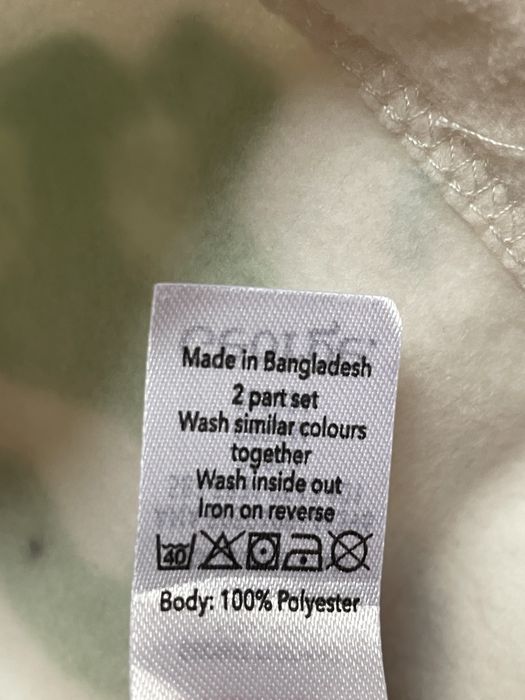 Made in Bangladesh
2 part set
Wash similar colours
together
Wash inside out
Iron on reverse
40
Body: 100% Polyester